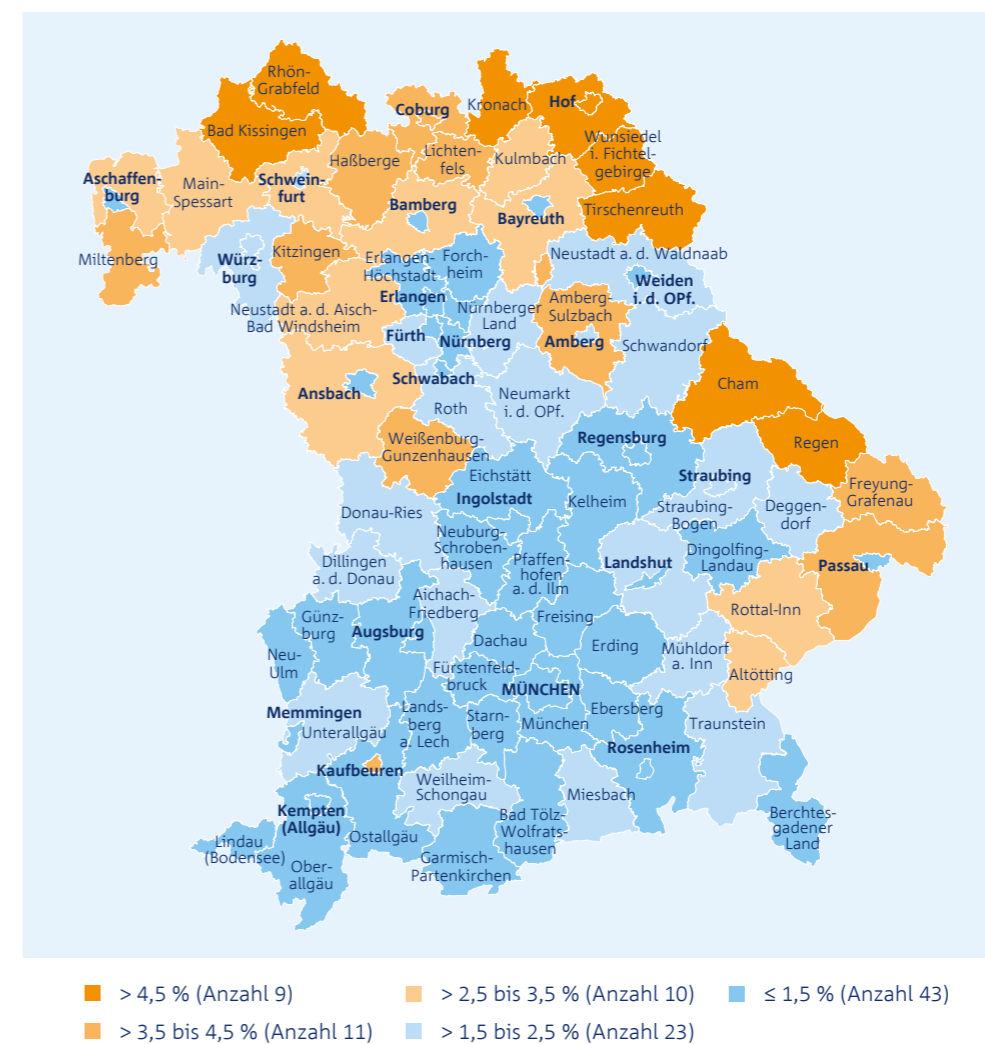 Rhön-
Grabfeld
Bad Kissingen
Coburg
Kronach
Hof
Wunsiedel
i. Fichtel-
gebirge
Haßberge
Lichten-
fels
Kulmbach
Aschaffen-
burg
Main-
Spessart
Schwein-
furt
Bamberg
Bayreuth
Tirschenreuth
Miltenberg
Würz-
burg
Kitzingen
Erlangen-
Höchstadt
Forch-
heim
Neustadt a. d. Waldnaab
Weiden
i. d. OPf.
Erlangen
Neustadt a. d. Aisch-
Bad Windsheim
Nürnberger
Land
Amberg-
Sulzbach
Fürth
Nürnberg
Amberg
Schwandorf
Ansbach
Schwabach
Roth
Neumarkt
i. d. OPf.
Cham
Weißenburg-
Gunzenhausen
Regensburg
Regen
Eichstätt
Ingolstadt
Kelheim
Straubing
Straubing-
Bogen
Deggen-
dorf
Freyung-
Grafenau
Donau-Ries
Neuburg-
Schroben-
hausen
Pfaffen-
hofen
a. d. Ilm
Landshut
Dingolfing-
Landau
Passau
Dillingen
a. d. Donau
Aichach-
Friedberg
Rottal-Inn
Günz-
burg
Augsburg
Freising
Dachau
Erding
Mühldorf
a. Inn
Altötting
Neu-
Ulm
Fürstenfeld-
bruck
MÜNCHEN
Memmingen
Unterallgäu
Lands-
berg
a. Lech
Starn-
berg
München
Ebersberg
Traunstein
Rosenheim
Kaufbeuren
Weilheim-
Schongau
Miesbach
Kempten
(Allgäu)
Bad Tölz-
Wolfrats-
hausen
Berchtes-
gadener
Land
Lindau
(Bodensee)
Ostallgäu
Ober-
allgäu
Garmisch-
Partenkirchen
> 4,5 % (Anzahl 9)
> 2,5 bis 3,5 % (Anzahl 10)
≤ 1,5 % (Anzahl 43)
> 3,5 bis 4,5 % (Anzahl 11)
> 1,5 bis 2,5 % (Anzahl 23)